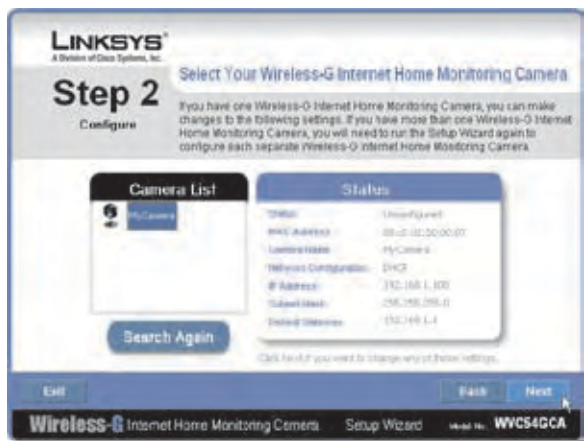 LINKSYS®
A Division of Cisco Systems, Inc.
Step 2
Configure
Select Your Wireless-G Internet Home Monitoring Camera
If you have one Wireless-G Internet Home Monitoring Camera, you can make
changes to the following settings. If you have more than one Wireless-G Internet
Home Monitoring Camera, you will need to run the Setup Wizard again to
configure each separate Wireless-G Internet Home Monitoring Camera.
Camera List
MyCamera
Status
Status: Unconfigured
MAC Address:
Camera Name: MyCamera
Network Configuration: DHCP
IP Address: 192.168.1.100
Subnet Mask: 255.255.255.0
Default Gateway: 192.168.1.1
Search Again
Click Next if you want to change any of these settings.
Exit
Back
Next
Wireless-G Internet Home Monitoring Camera Setup Wizard Model No. WVC54GCA